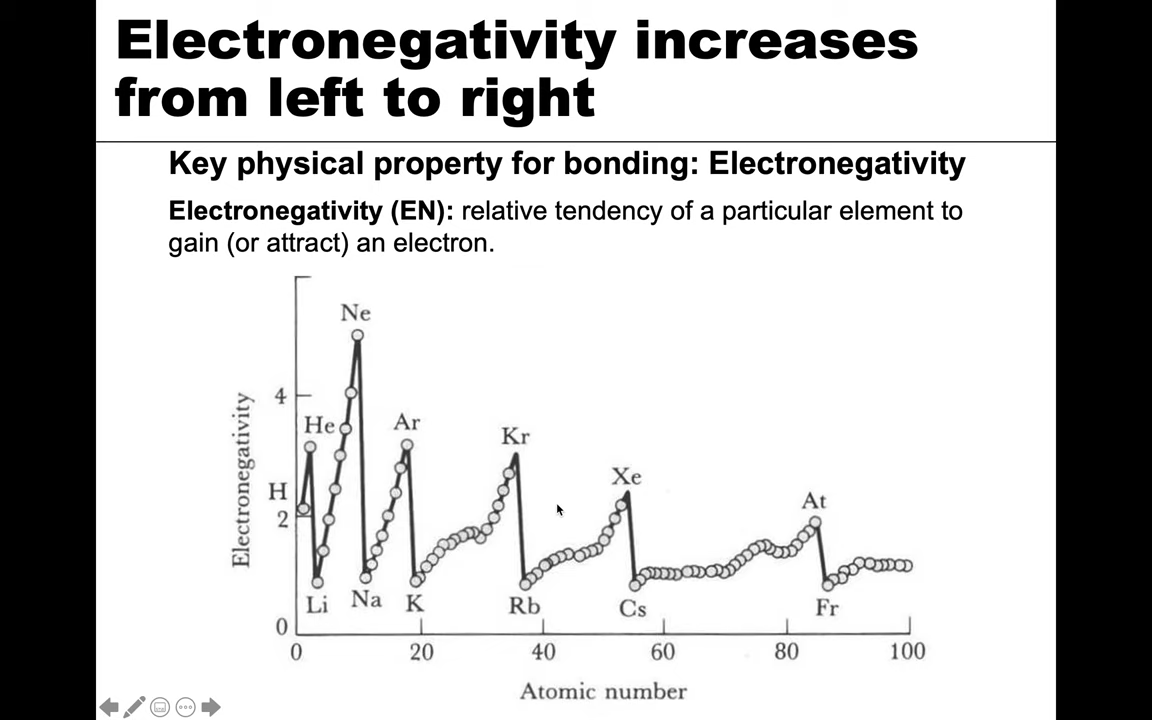 Electronegativity increases
from left to right
Key physical property for bonding: Electronegativity
Electronegativity (EN): relative tendency of a particular element to
gain (or attract) an electron.
Ne
4
He
Ar
Kr
Xe
H
2
At
Electronegativity
Li
Na
K
Rb
Cs
Fr
0
0
20
40
60
80
100
Atomic number